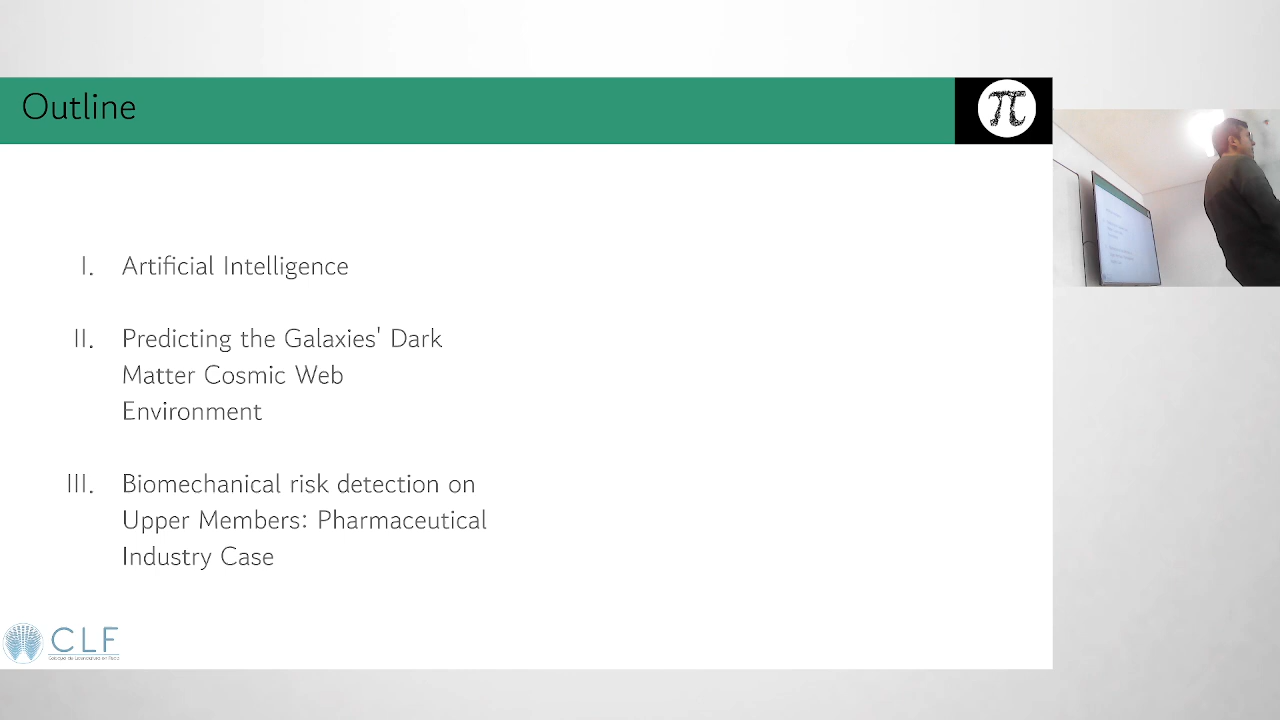 Outline
π
I. Artificial Intelligence
II. Predicting the Galaxies' Dark
Matter Cosmic Web
Environment
III. Biomechanical risk detection on
Upper Members: Pharmaceutical
Industry Case
CLF